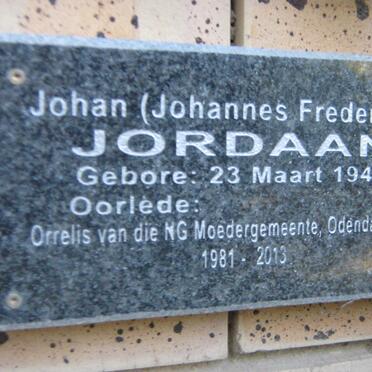 Johan (Johannes Freder
JORDAAN
Gebore: 23 Maart 194
Oorlede:
Orrelis van die NG Moedergemeente, Odenda
1981 - 2013